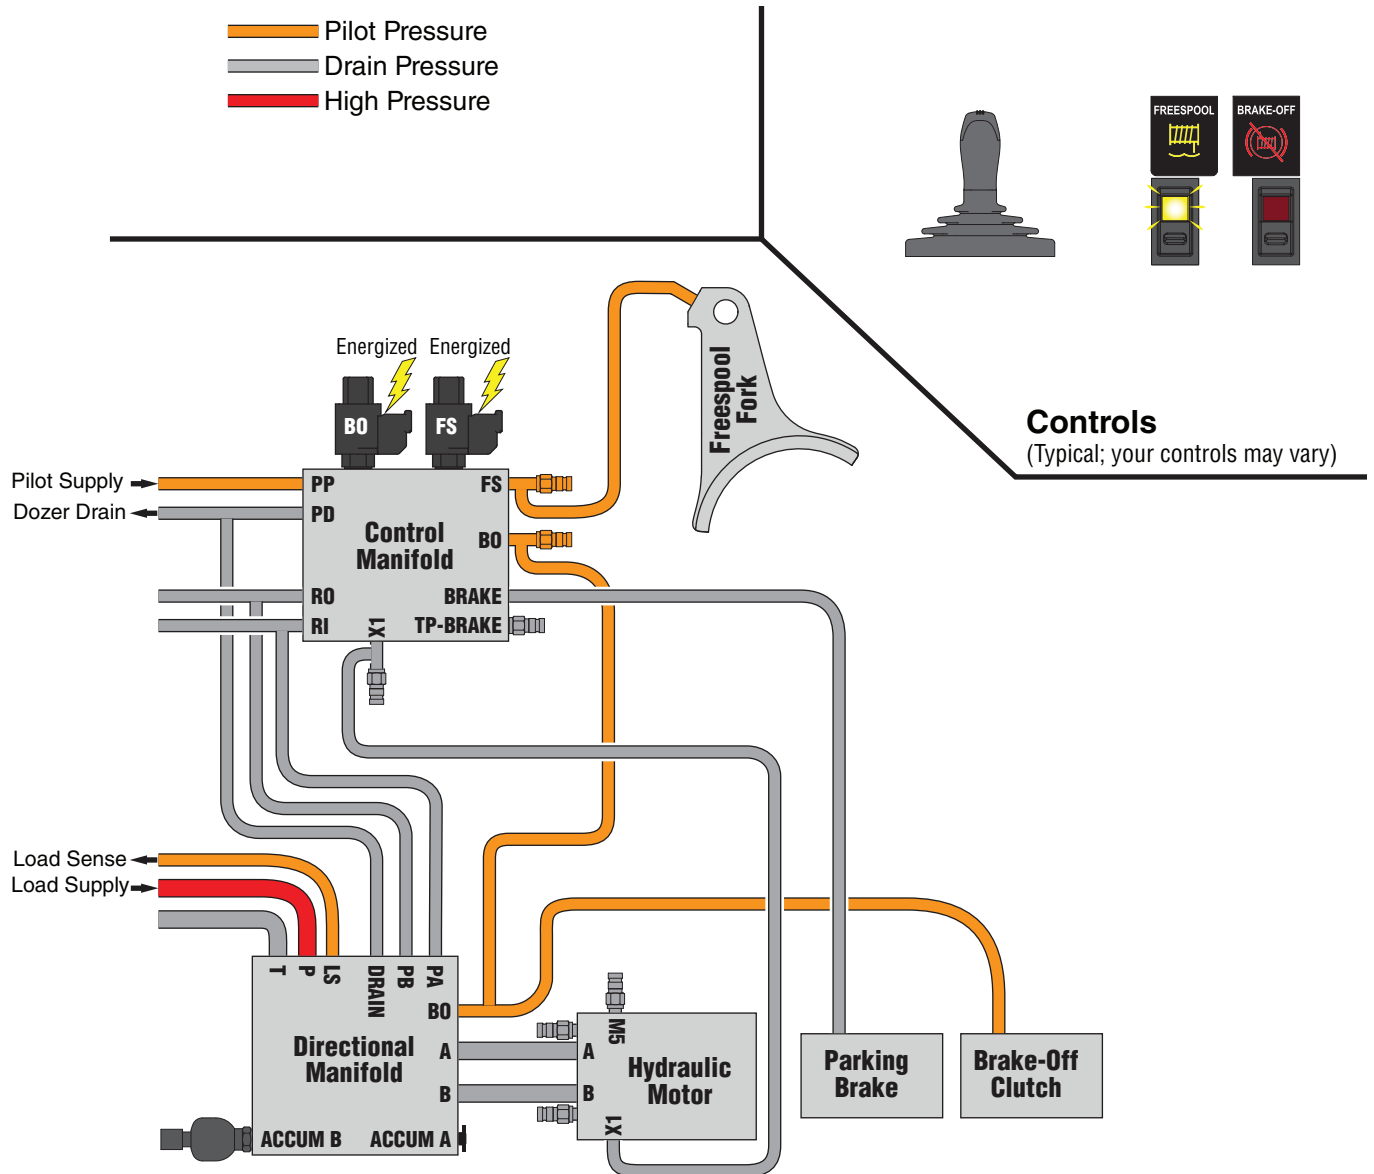 Pilot Pressure
Drain Pressure
High Pressure
FREESPOOL
BRAKE-OFF
Controls
(Typical; your controls may vary)
Freespool
Fork
Energized
Energized
BO
FS
Pilot Supply
Dozer Drain
PP
PD
RO
RI
LX
Control
Manifold
FS
BO
BRAKE
TP-BRAKE
Load Sense
Load Supply
T
P
LS
DRAIN
PB
PA
BO
A
B
Directional
Manifold
ACCUM B
ACCUM A
M5
A
B
LX
Hydraulic
Motor
Parking
Brake
Brake-Off
Clutch